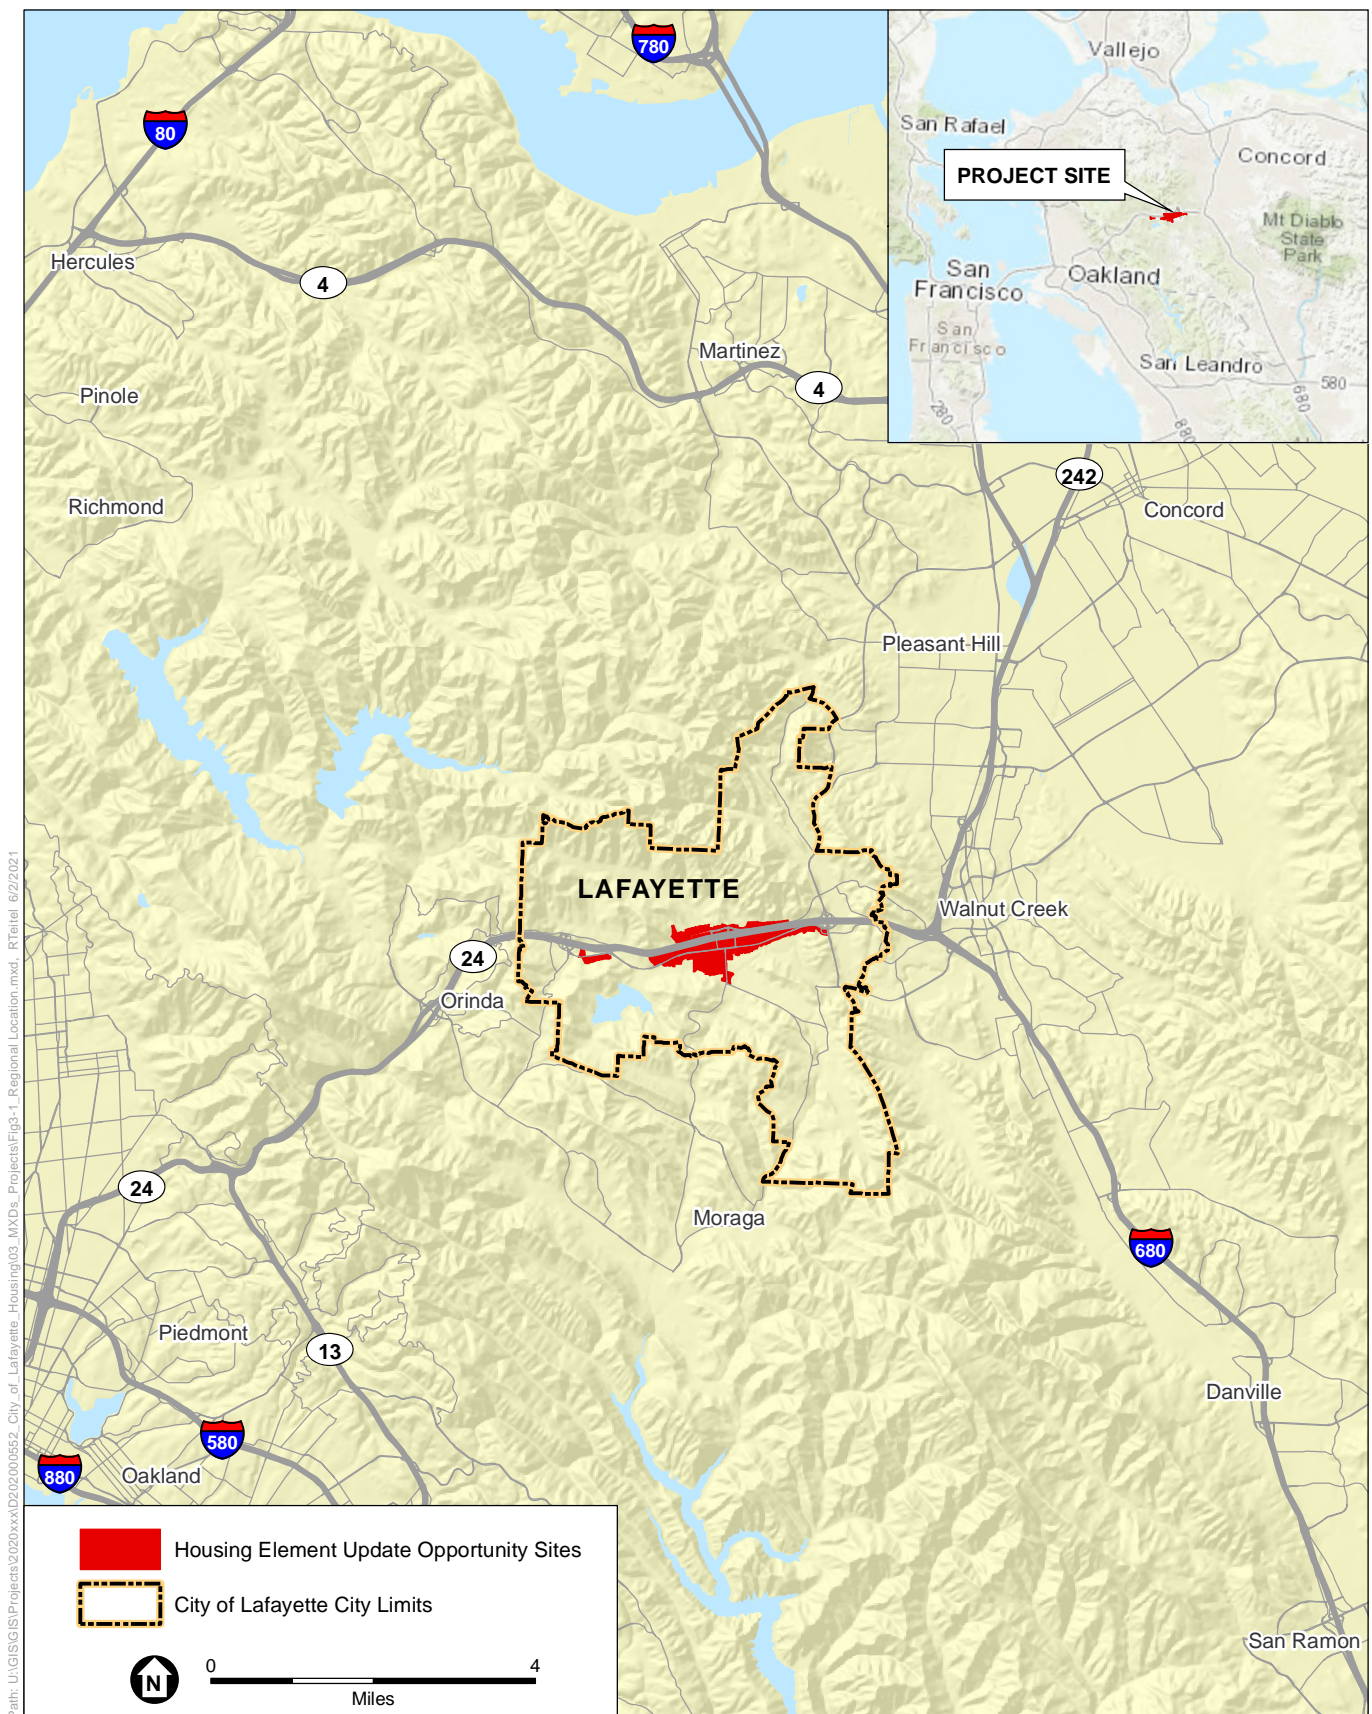 780
80
Hercules
4
Martinez
4
Pinole
Richmond
Vallejo
San Rafael
Concord
PROJECT SITE
Mt Diablo
State
Park
San
Francisco
Oakland
San
Francisco
San Leandro
580
680
280
880
242
Concord
Pleasant Hill
LAFAYETTE
Walnut Creek
24
Orinda
24
Moraga
680
Piedmont
13
Danville
580
880
Oakland
San Ramon
Housing Element Update Opportunity Sites
City of Lafayette City Limits
N
0 4
Miles
Path: U:\GIS\GIS\Projects\2020xxx\D202000552_City_of_Lafayette_Housing\03_MXDs_Projects\Fig3-1_Regional Location.mxd, RTeitel 6/2/2021